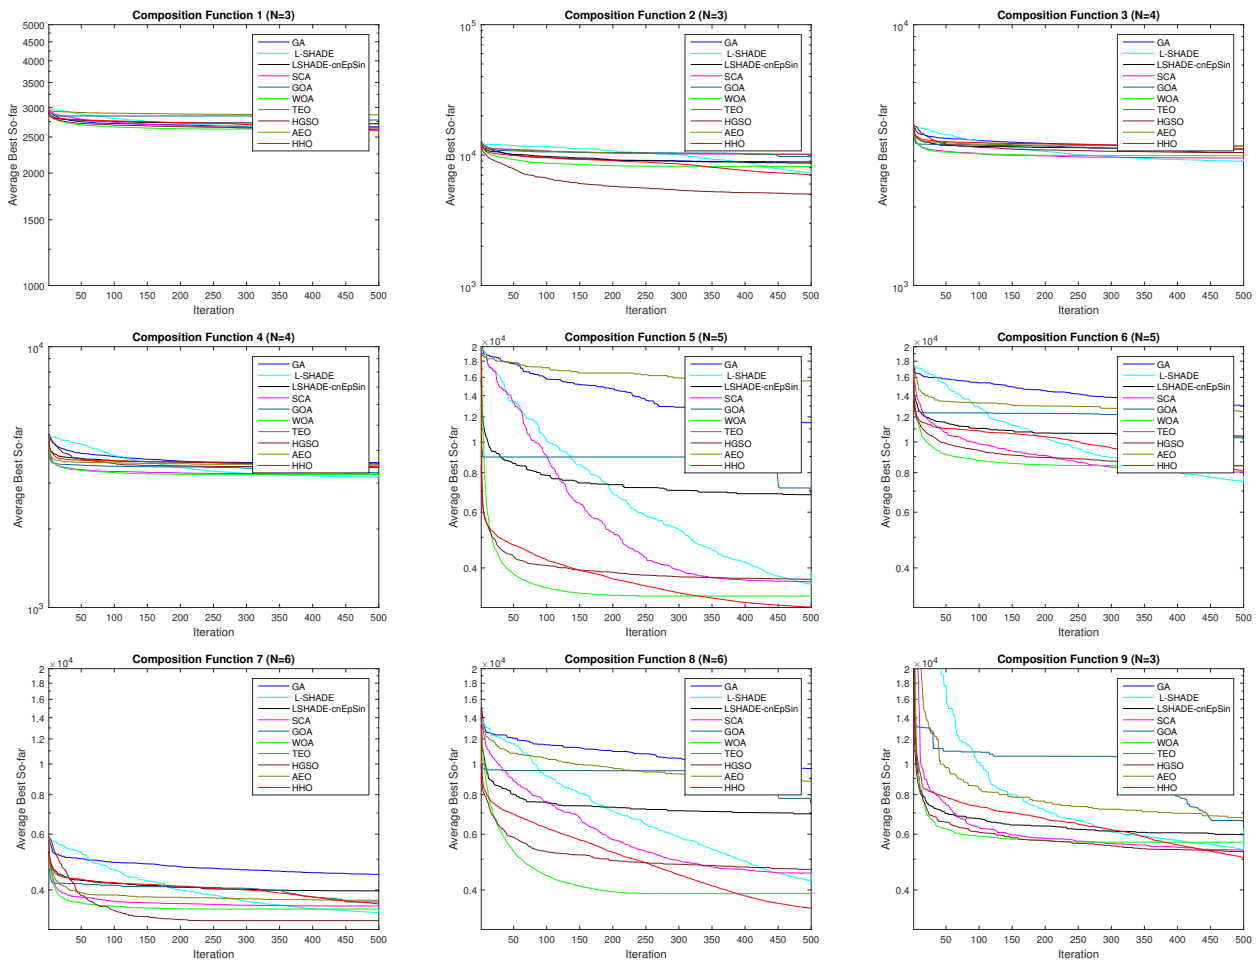 Composition Function 1 (N=3)
5000
4500
4000
3500
3000
2500
2000
1500
1000
Average Best So-far
50 100 150 200 250 300 350 400 450 500
Iteration
GA
L-SHADE
LSHADE-cnEpSin
SCA
GOA
WOA
TEO
HGSO
AEO
HHO
Composition Function 2 (N=3)
10^5
10^4
10^3
Average Best So-far
50 100 150 200 250 300 350 400 450 500
Iteration
GA
L-SHADE
LSHADE-cnEpSin
SCA
GOA
WOA
TEO
HGSO
AEO
HHO
Composition Function 3 (N=4)
10^4
10^3
Average Best So-far
50 100 150 200 250 300 350 400 450 500
Iteration
GA
L-SHADE
LSHADE-cnEpSin
SCA
GOA
WOA
TEO
HGSO
AEO
HHO
Composition Function 4 (N=4)
10^4
10^3
Average Best So-far
50 100 150 200 250 300 350 400 450 500
Iteration
GA
L-SHADE
LSHADE-cnEpSin
SCA
GOA
WOA
TEO
HGSO
AEO
HHO
Composition Function 5 (N=5)
×10^4
2
1.8
1.6
1.4
1.2
1
0.8
0.6
0.4
Average Best So-far
50 100 150 200 250 300 350 400 450 500
Iteration
GA
L-SHADE
LSHADE-cnEpSin
SCA
GOA
WOA
TEO
HGSO
AEO
HHO
Composition Function 6 (N=5)
×10^4
2
1.8
1.6
1.4
1.2
1
0.8
0.6
0.4
Average Best So-far
50 100 150 200 250 300 350 400 450 500
Iteration
GA
L-SHADE
LSHADE-cnEpSin
SCA
GOA
WOA
TEO
HGSO
AEO
HHO
Composition Function 7 (N=6)
×10^4
2
1.8
1.6
1.4
1.2
1
0.8
0.6
0.4
Average Best So-far
50 100 150 200 250 300 350 400 450 500
Iteration
GA
L-SHADE
LSHADE-cnEpSin
SCA
GOA
WOA
TEO
HGSO
AEO
HHO
Composition Function 8 (N=6)
×10^4
2
1.8
1.6
1.4
1.2
1
0.8
0.6
0.4
Average Best So-far
50 100 150 200 250 300 350 400 450 500
Iteration
GA
L-SHADE
LSHADE-cnEpSin
SCA
GOA
WOA
TEO
HGSO
AEO
HHO
Composition Function 9 (N=3)
×10^4
2
1.8
1.6
1.4
1.2
1
0.8
0.6
0.4
Average Best So-far
50 100 150 200 250 300 350 400 450 500
Iteration
GA
L-SHADE
LSHADE-cnEpSin
SCA
GOA
WOA
TEO
HGSO
AEO
HHO